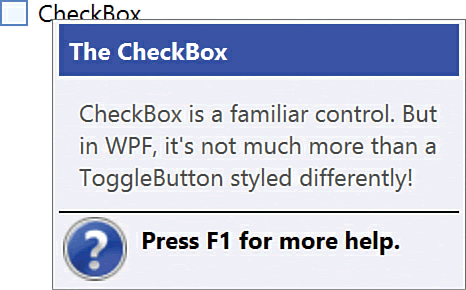 CheckBox
The CheckBox
CheckBox is a familiar control. But
in WPF, it's not much more than a
ToggleButton styled differently!
?
Press F1 for more help.